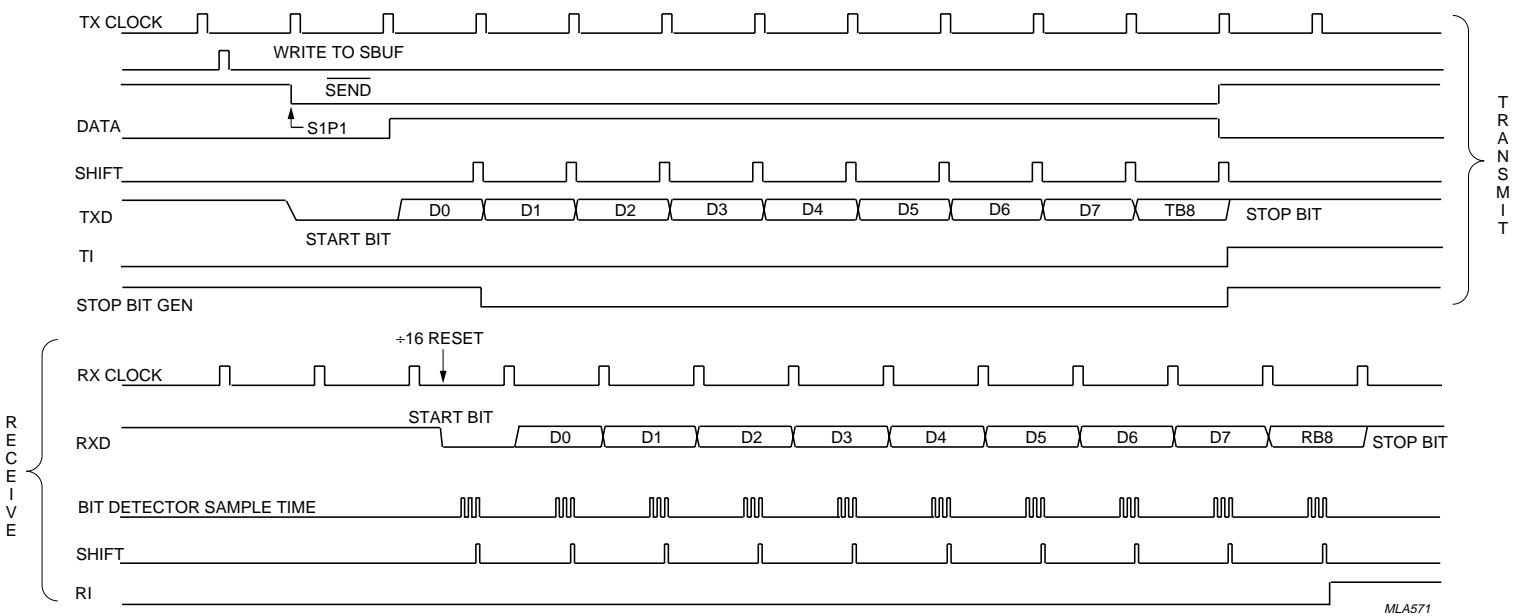 TX CLOCK
WRITE TO SBUF
SEND
S1P1
DATA
SHIFT
TXD
START BIT
D0 D1 D2 D3 D4 D5 D6 D7 TB8
STOP BIT
TI
STOP BIT GEN
TRANSMIT
÷16 RESET
RX CLOCK
START BIT
RXD
D0 D1 D2 D3 D4 D5 D6 D7 RB8
STOP BIT
BIT DETECTOR SAMPLE TIME
SHIFT
RI
RECEIVE
MLA571